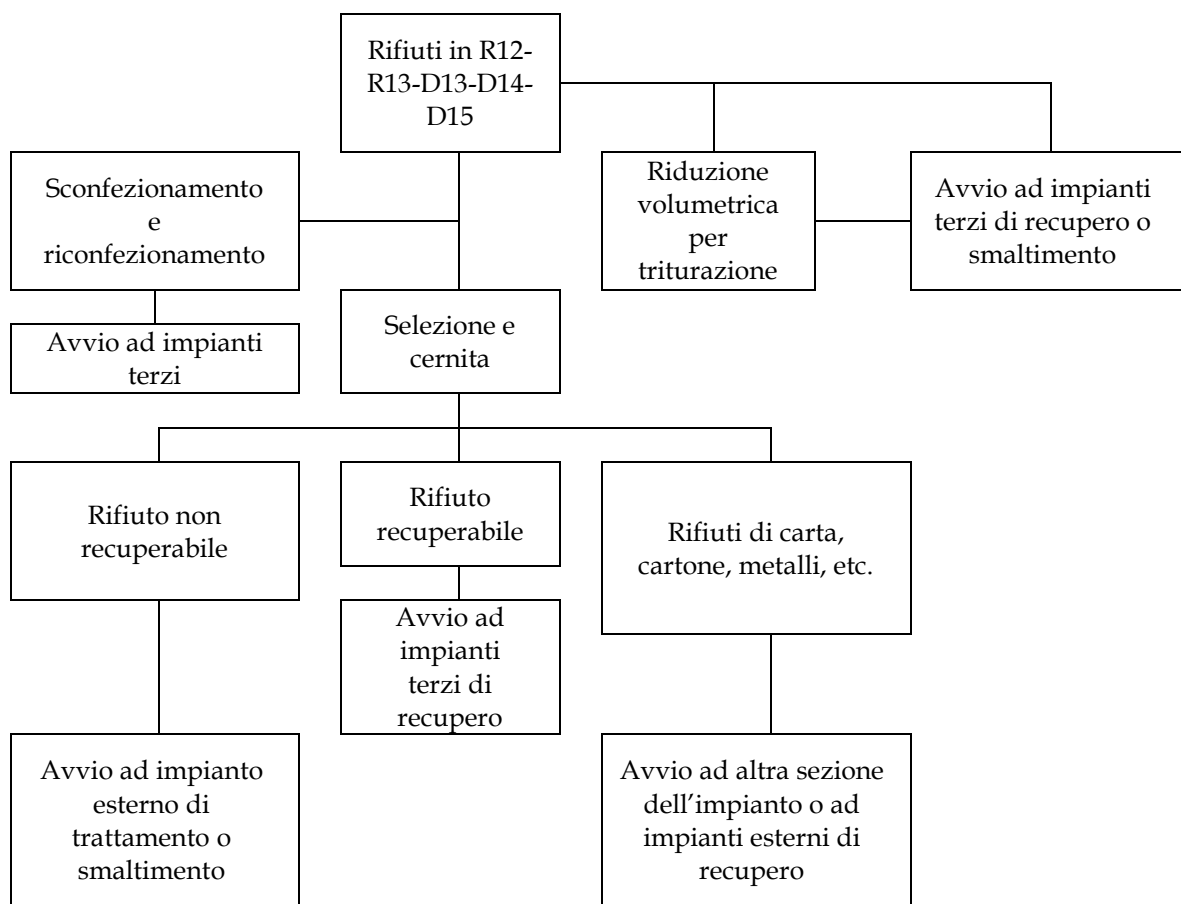 Rifiuti in R12-
R13-D13-D14-
D15
Sconfezionamento
e
riconfezionamento
Riduzione
volumetrica
per
triturazione
Avvio ad impianti
terzi di recupero o
smaltimento
Avvio ad impianti
terzi
Selezione e
cernita
Rifiuto non
recuperabile
Rifiuto
recuperabile
Rifiuti di carta,
cartone, metalli, etc.
Avvio ad
impianti
terzi di
recupero
Avvio ad impianto
esterno di
trattamento o
smaltimento
Avvio ad altra sezione
dell’impianto o ad
impianti esterni di
recupero